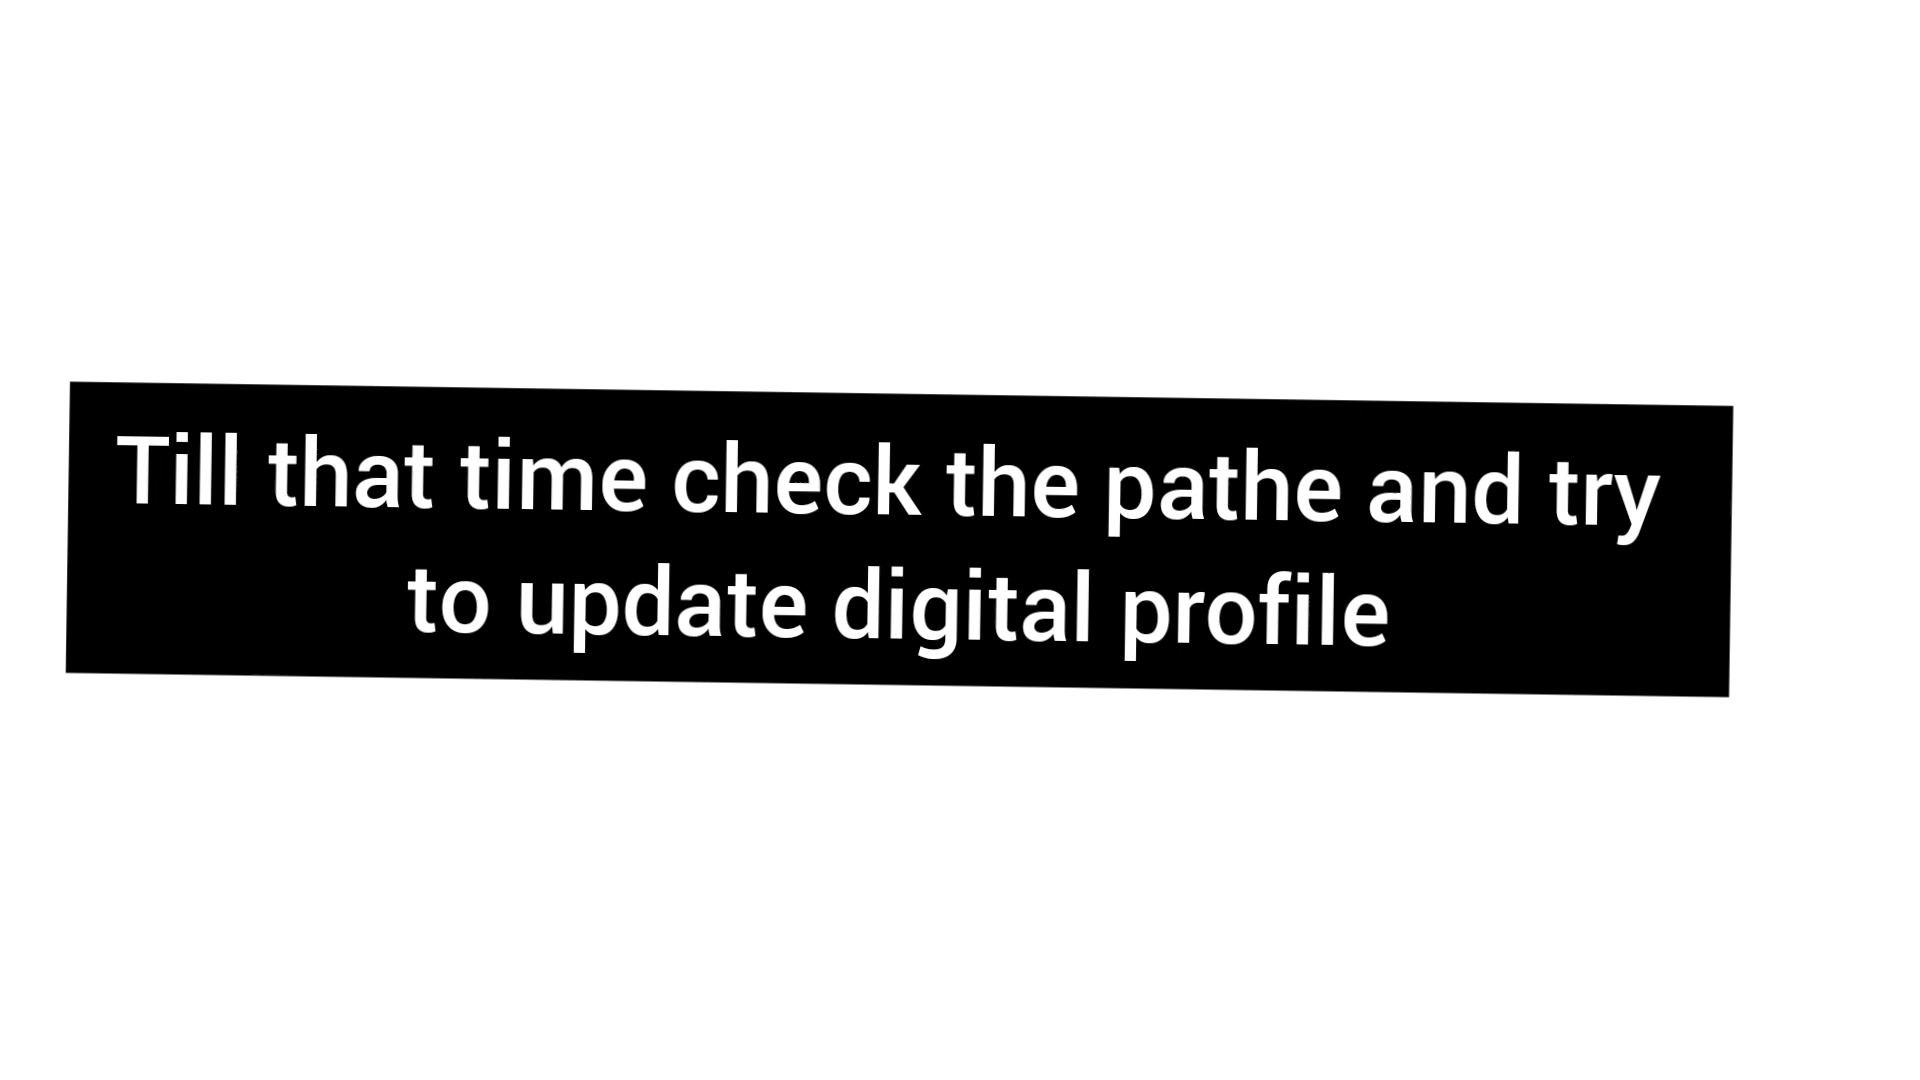 Till that time check the pathe and try
to update digital profile